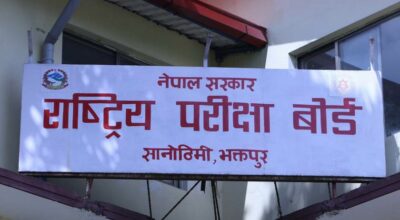 नेपाल सरकार
राष्ट्रिय परीक्षा बोर्ड
सानोठिमी, भक्तपुर